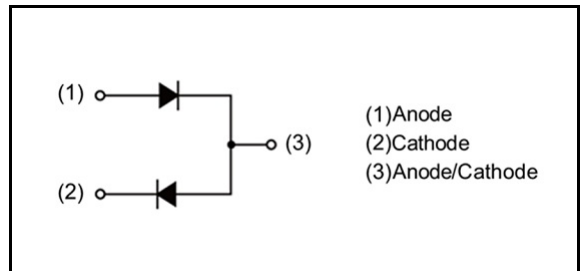 (1)
(3)
(2)
(1)Anode
(2)Cathode
(3)Anode/Cathode